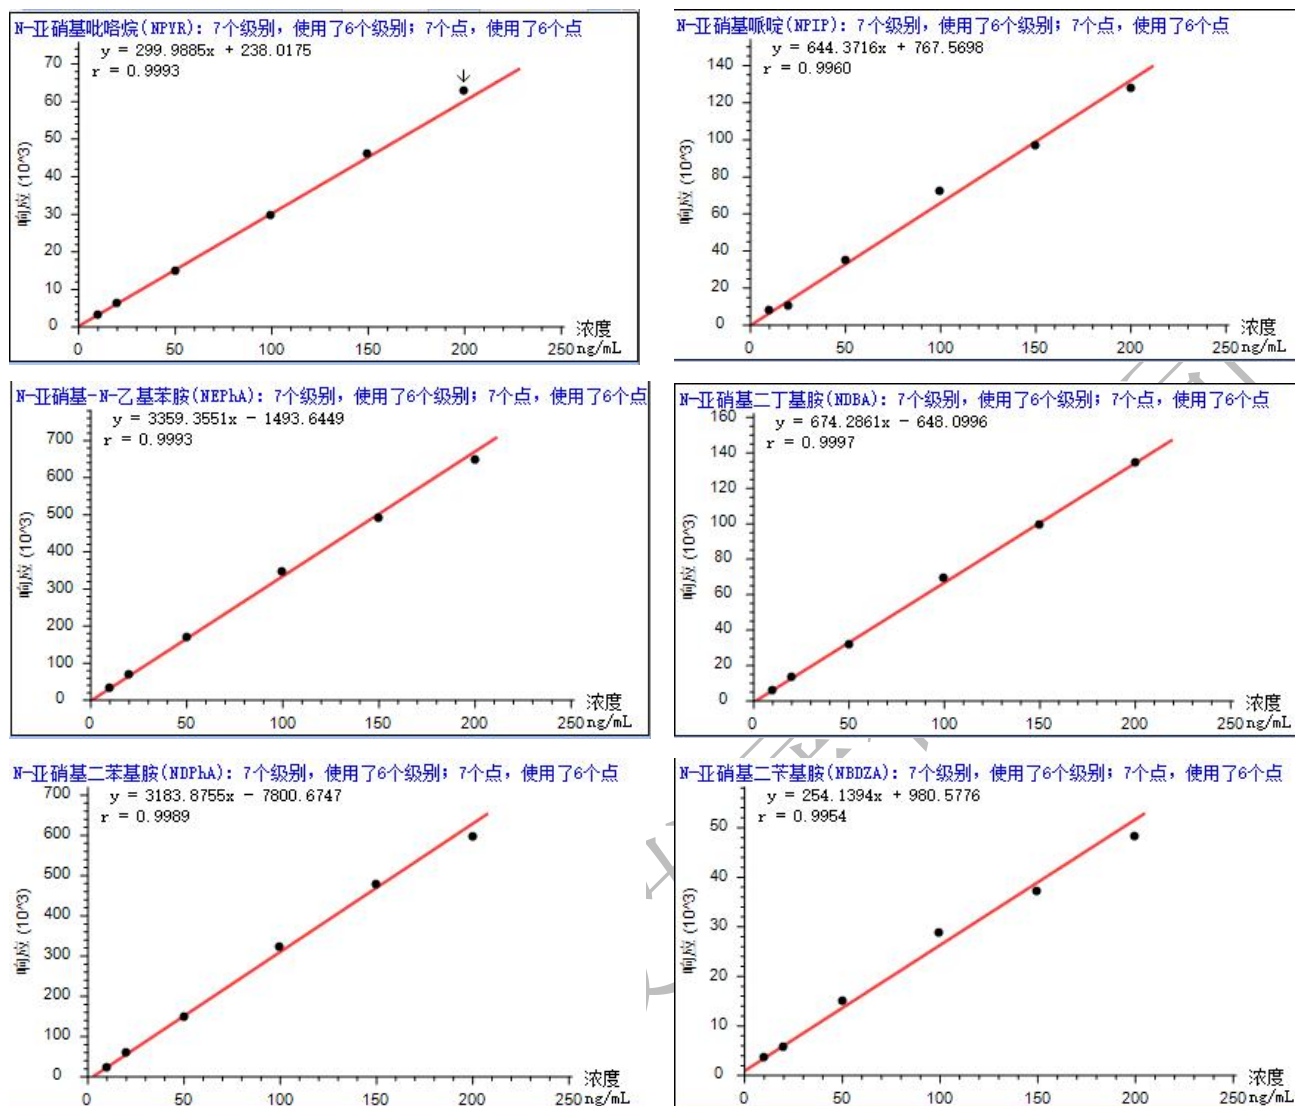 N-亚硝基吡咯烷(NPYR): 7个级别, 使用了6个级别; 7个点, 使用了6个点
y = 299.9885x + 238.0175
r = 0.9993
响应 (10^3)
70
60
50
40
30
20
10
0
0 50 100 150 200 250
浓度
ng/mL
N-亚硝基哌啶(NPIP): 7个级别, 使用了6个级别; 7个点, 使用了6个点
y = 644.3716x + 767.5698
r = 0.9960
响应 (10^3)
140
120
100
80
60
40
20
0
0 50 100 150 200 250
浓度
ng/mL
N-亚硝基-N-乙基苯胺(NEPhA): 7个级别, 使用了6个级别; 7个点, 使用了6个点
y = 3359.3551x - 1493.6449
r = 0.9993
响应 (10^3)
700
600
500
400
300
200
100
0
0 50 100 150 200 250
浓度
ng/mL
N-亚硝基二丁基胺(NDBA): 7个级别, 使用了6个级别; 7个点, 使用了6个点
y = 674.2861x - 648.0996
r = 0.9997
响应 (10^3)
160
140
120
100
80
60
40
20
0
0 50 100 150 200 250
浓度
ng/mL
N-亚硝基二苯基胺(NDPhA): 7个级别, 使用了6个级别; 7个点, 使用了6个点
y = 3183.8755x - 7800.6747
r = 0.9989
响应 (10^3)
700
600
500
400
300
200
100
0
0 50 100 150 200 250
浓度
ng/mL
N-亚硝基二苄基胺(NBDZA): 7个级别, 使用了6个级别; 7个点, 使用了6个点
y = 254.1394x + 980.5776
r = 0.9954
响应 (10^3)
50
40
30
20
10
0
0 50 100 150 200 250
浓度
ng/mL